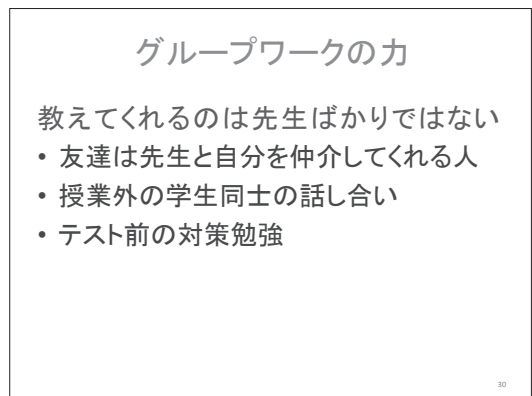 グループワークの力
教えてくれるのは先生ばかりではない
• 友達は先生と自分を仲介してくれる人
• 授業外の学生同士の話し合い
• テスト前の対策勉強
30